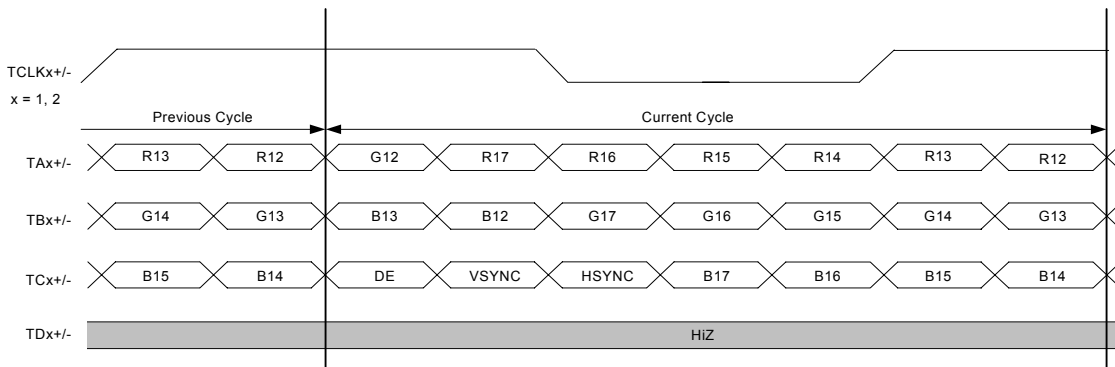 TCLKx+/-
x = 1, 2
Previous Cycle Current Cycle
TAx+/- R13 R12 G12 R17 R16 R15 R14 R13 R12
TBx+/- G14 G13 B13 B12 G17 G16 G15 G14 G13
TCx+/- B15 B14 DE VSYNC HSYNC B17 B16 B15 B14
TDx+/- HiZ